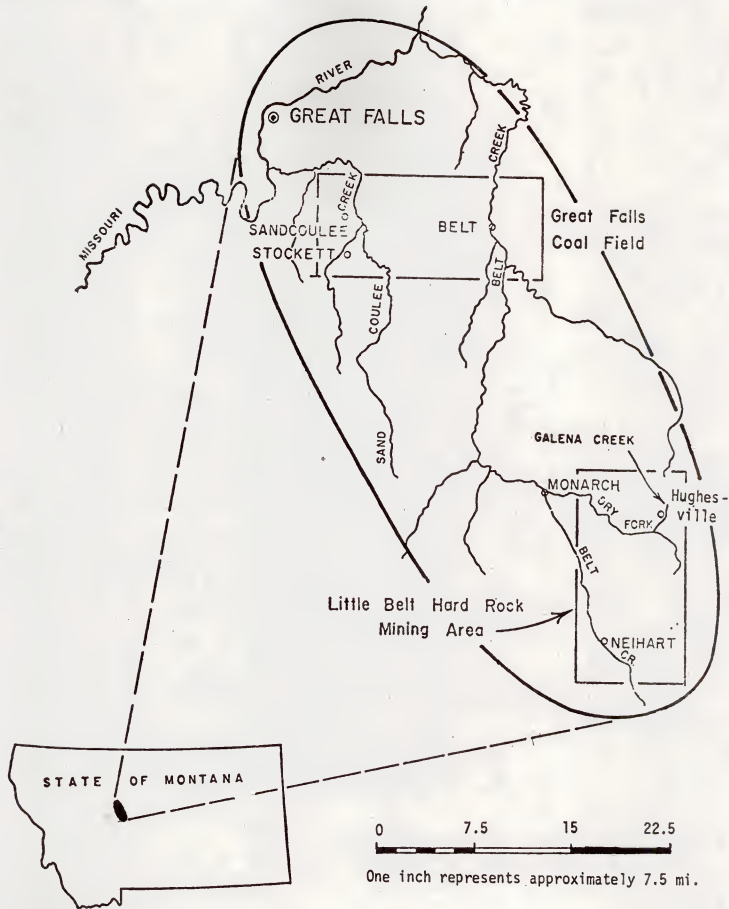 RIVER
GREAT FALLS
MISSOURI
CREEK
CREEK
SANDCOULEE
STOCKETT
BELT
BELT
Great Falls
Coal Field
COULEE
SAND
GALENA CREEK
MONARCH
DRY
FORK
Hughes-
ville
BELT
Little Belt Hard Rock
Mining Area
NEIHART
CR.
STATE OF MONTANA
0 7.5 15 22.5
One inch represents approximately 7.5 mi.